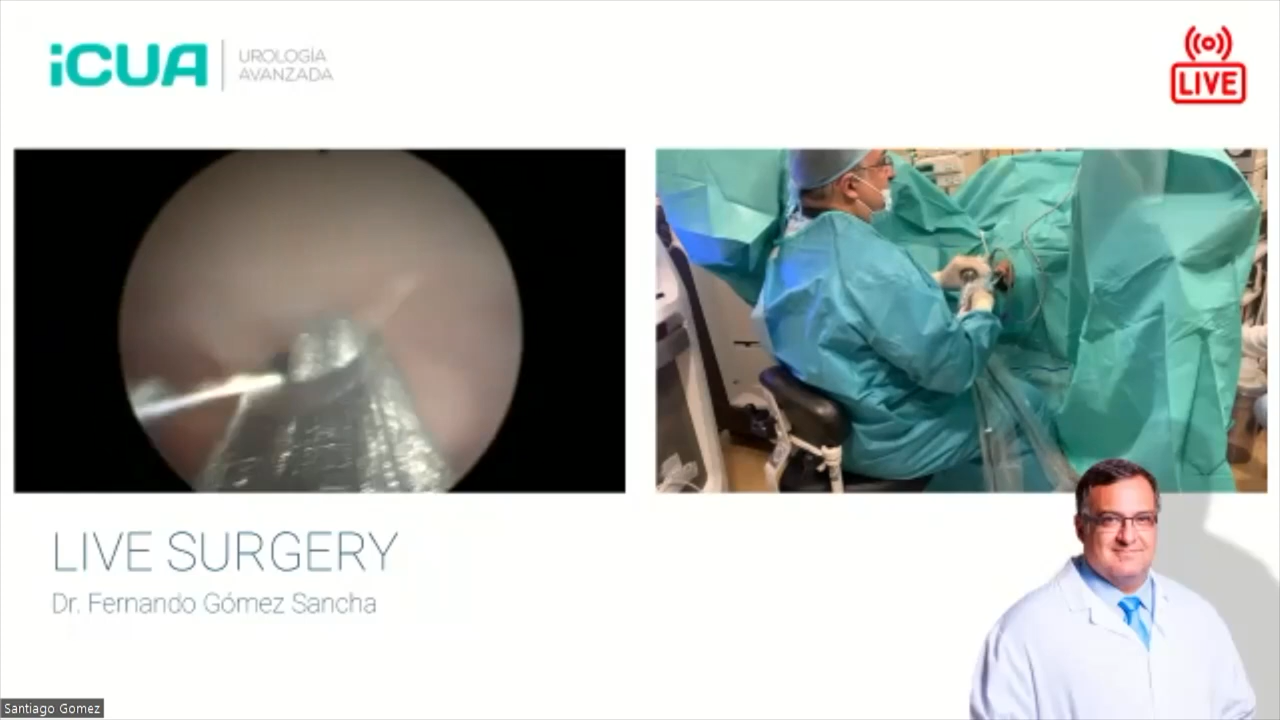 iCUA
UROLOGÍA
AVANZADA
LIVE
LIVE SURGERY
Dr. Fernando Gómez Sancha
Santiago Gomez